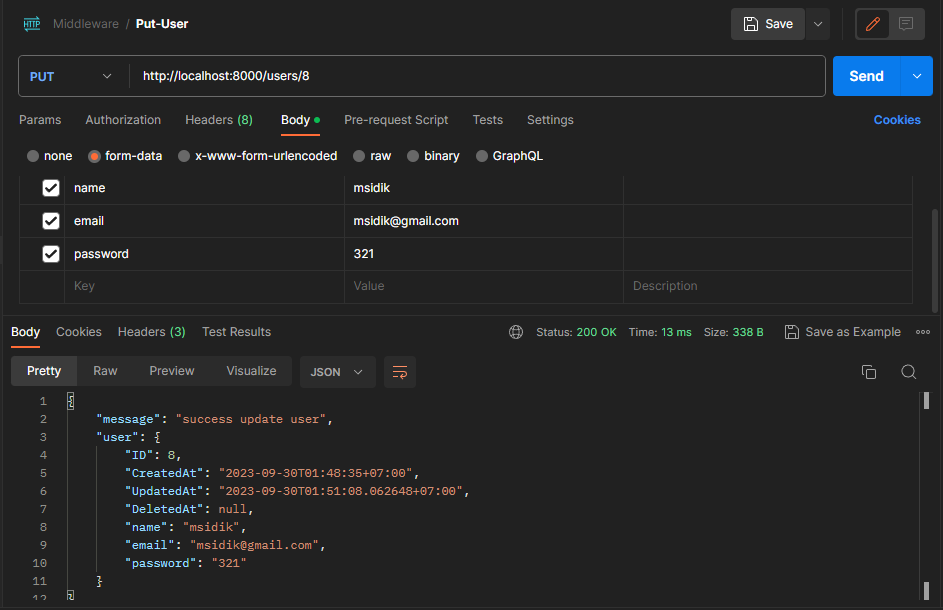 HTTP Middleware / Put-User Save
PUT http://localhost:8000/users/8 Send
Params Authorization Headers (8) Body Pre-request Script Tests Settings Cookies
none form-data x-www-form-urlencoded raw binary GraphQL
name msidik
email msidik@gmail.com
password 321
Key Value Description
Body Cookies Headers (3) Test Results Status: 200 OK Time: 13 ms Size: 338 B Save as Example
Pretty Raw Preview Visualize JSON
1 {
2 "message": "success update user",
3 "user": {
4 "ID": 8,
5 "CreatedAt": "2023-09-30T01:48:35+07:00",
6 "UpdatedAt": "2023-09-30T01:51:08.062648+07:00",
7 "DeletedAt": null,
8 "name": "msidik",
9 "email": "msidik@gmail.com",
10 "password": "321"
11 }
12 }